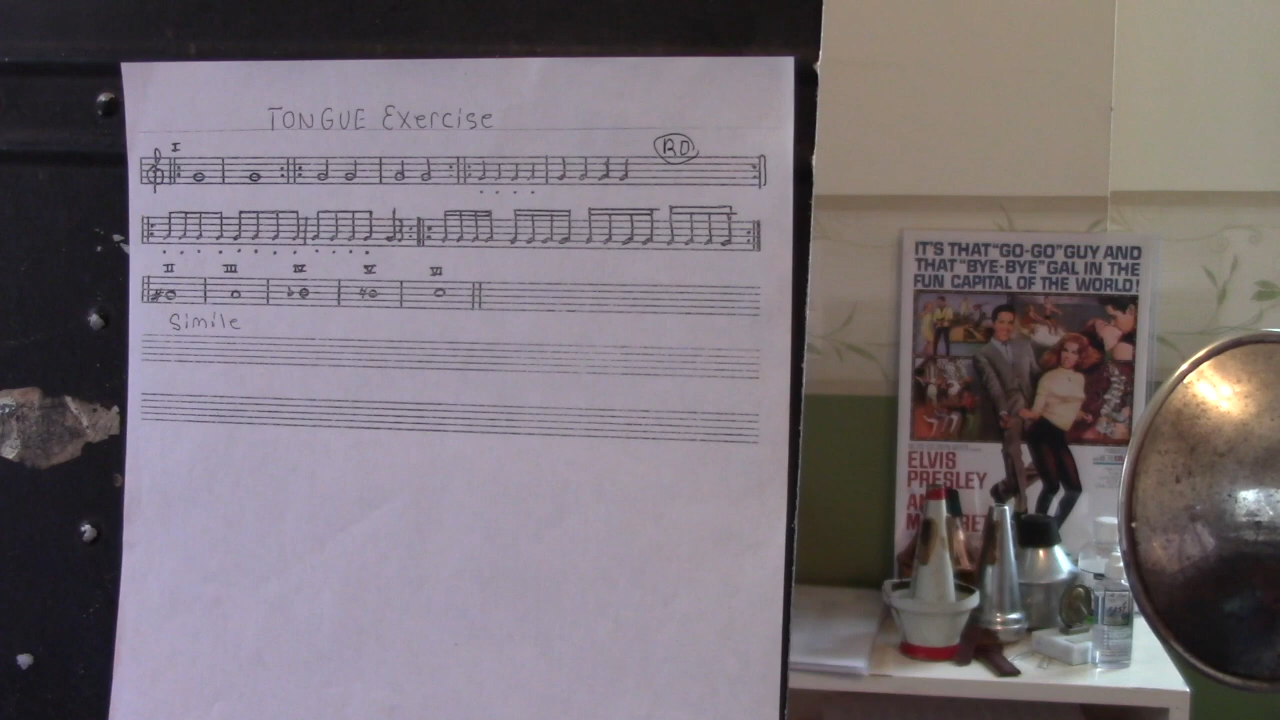 TONGUE Exercise
I
BD
II III IV V VI
Simile
IT'S THAT "GO-GO" GUY AND
THAT "BYE-BYE" GAL IN THE
FUN CAPITAL OF THE WORLD!
ELVIS
PRESLEY